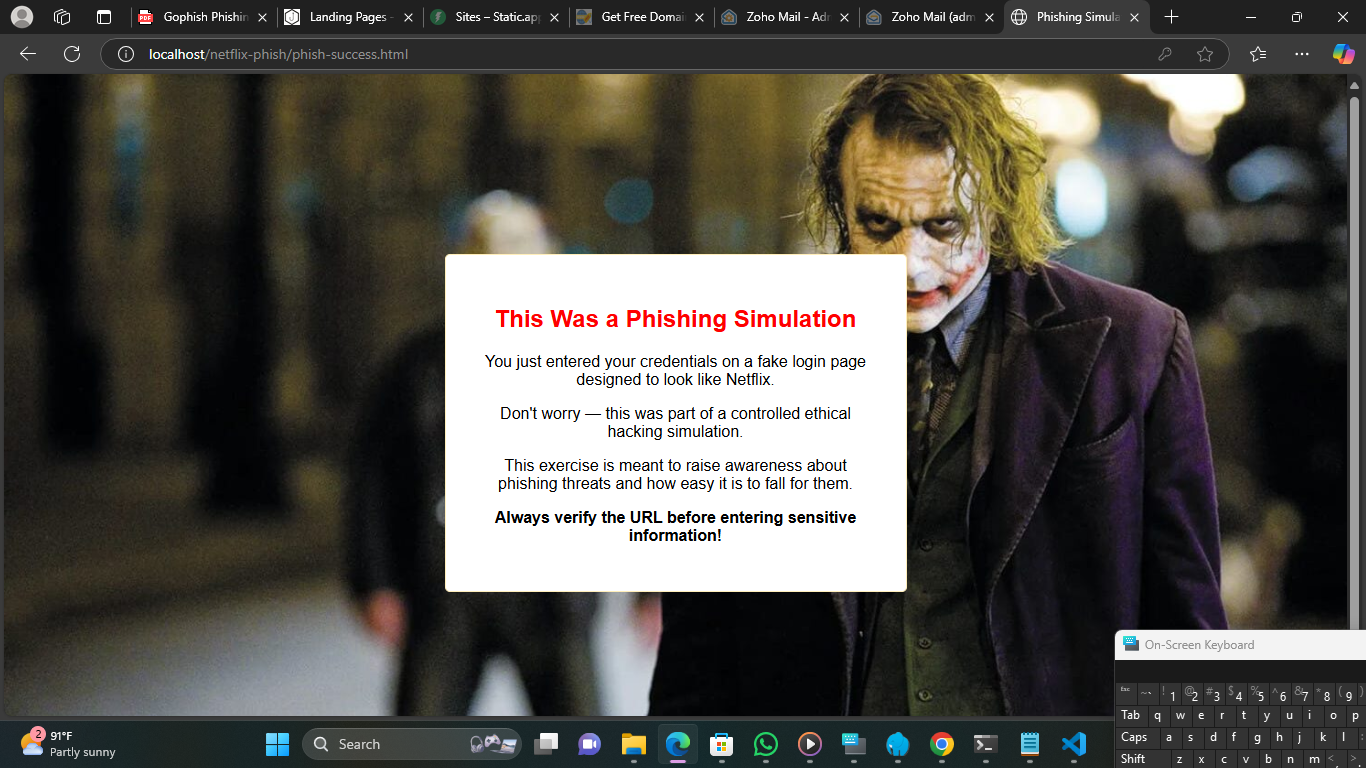 Gophish Phishin
Landing Pages -
Sites – Static.app
Get Free Domai
Zoho Mail - Adr
Zoho Mail (adm
Phishing Simula
localhost/netflix-phish/phish-success.html
This Was a Phishing Simulation
You just entered your credentials on a fake login page
designed to look like Netflix.
Don't worry — this was part of a controlled ethical
hacking simulation.
This exercise is meant to raise awareness about
phishing threats and how easy it is to fall for them.
Always verify the URL before entering sensitive
information!
On-Screen Keyboard
esc ~ ` ! 1 @ 2 # 3 $ 4 % 5 ^ 6 & 7 * 8 ( 9 )
Tab q w e r t y u i o p
Caps a s d f g h j k l :
Shift z x c v b n m < , >
2
91°F
Partly sunny
Search